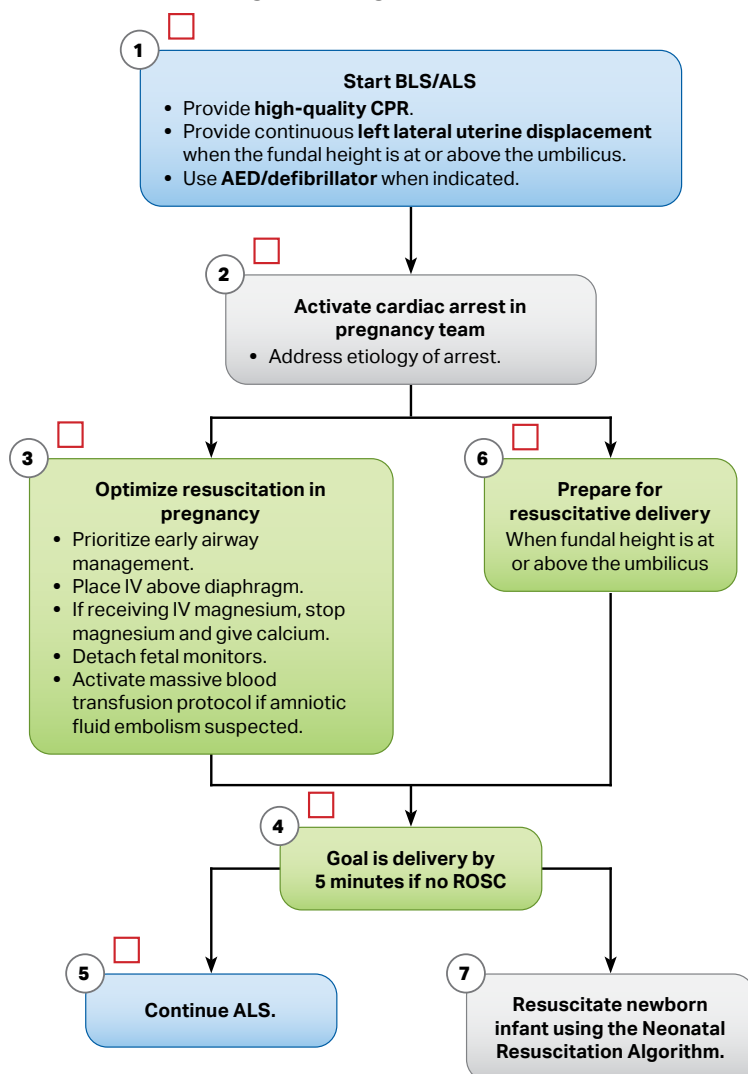 1
Start BLS/ALS
• Provide high-quality CPR.
• Provide continuous left lateral uterine displacement
when the fundal height is at or above the umbilicus.
• Use AED/defibrillator when indicated.
2
Activate cardiac arrest in
pregnancy team
• Address etiology of arrest.
3
Optimize resuscitation in
pregnancy
• Prioritize early airway
management.
• Place IV above diaphragm.
• If receiving IV magnesium, stop
magnesium and give calcium.
• Detach fetal monitors.
• Activate massive blood
transfusion protocol if amniotic
fluid embolism suspected.
6
Prepare for
resuscitative delivery
When fundal height is at
or above the umbilicus
4
Goal is delivery by
5 minutes if no ROSC
5
Continue ALS.
7
Resuscitate newborn
infant using the Neonatal
Resuscitation Algorithm.